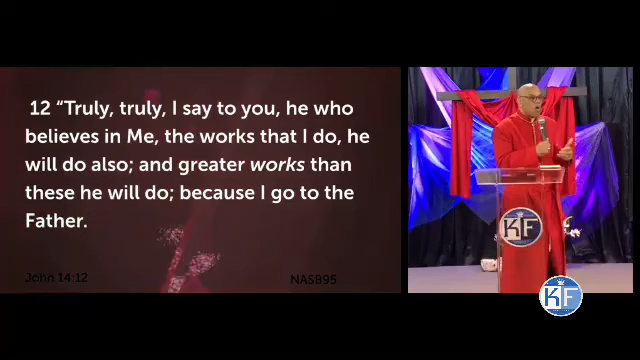 12 “Truly, truly, I say to you, he who
believes in Me, the works that I do, he
will do also; and greater works than
these he will do; because I go to the
Father.
John 14:12
NASB95
KF
KF